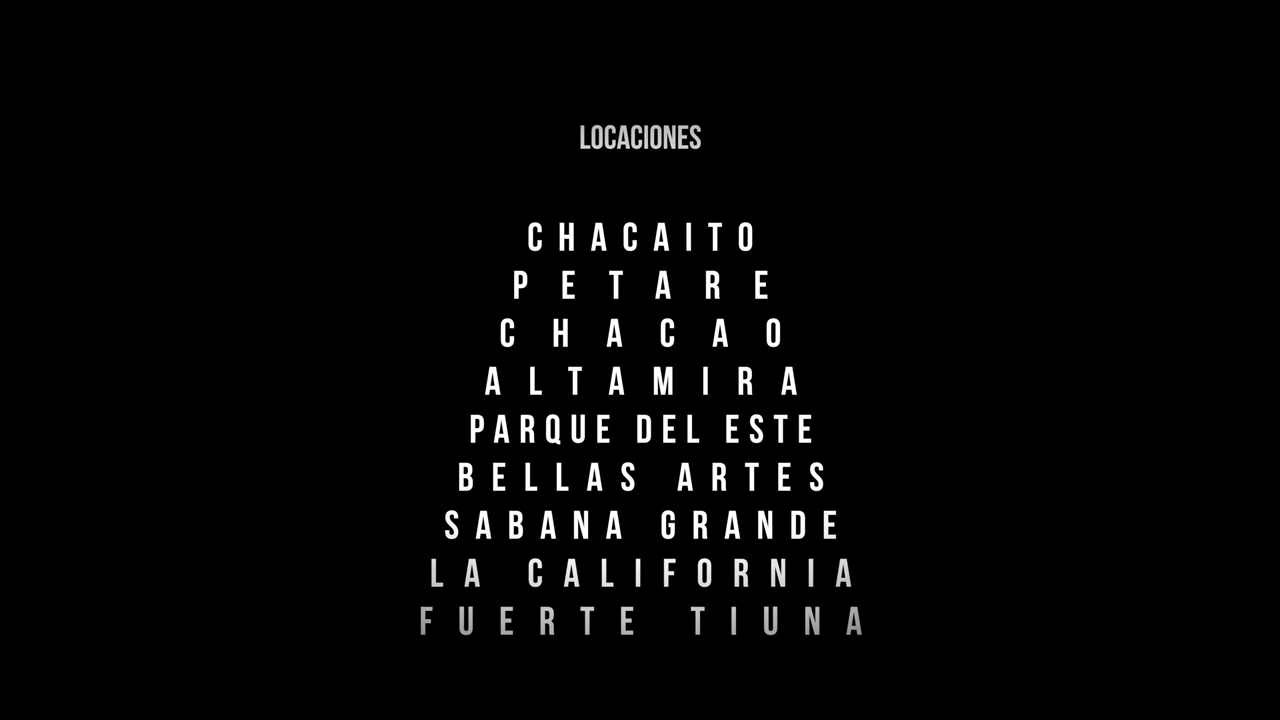 LOCACIONES
CHACAITO
PETARE
CHACAO
ALTAMIRA
PARQUE DEL ESTE
BELLAS ARTES
SABANA GRANDE
LA CALIFORNIA
FUERTE TIUNA